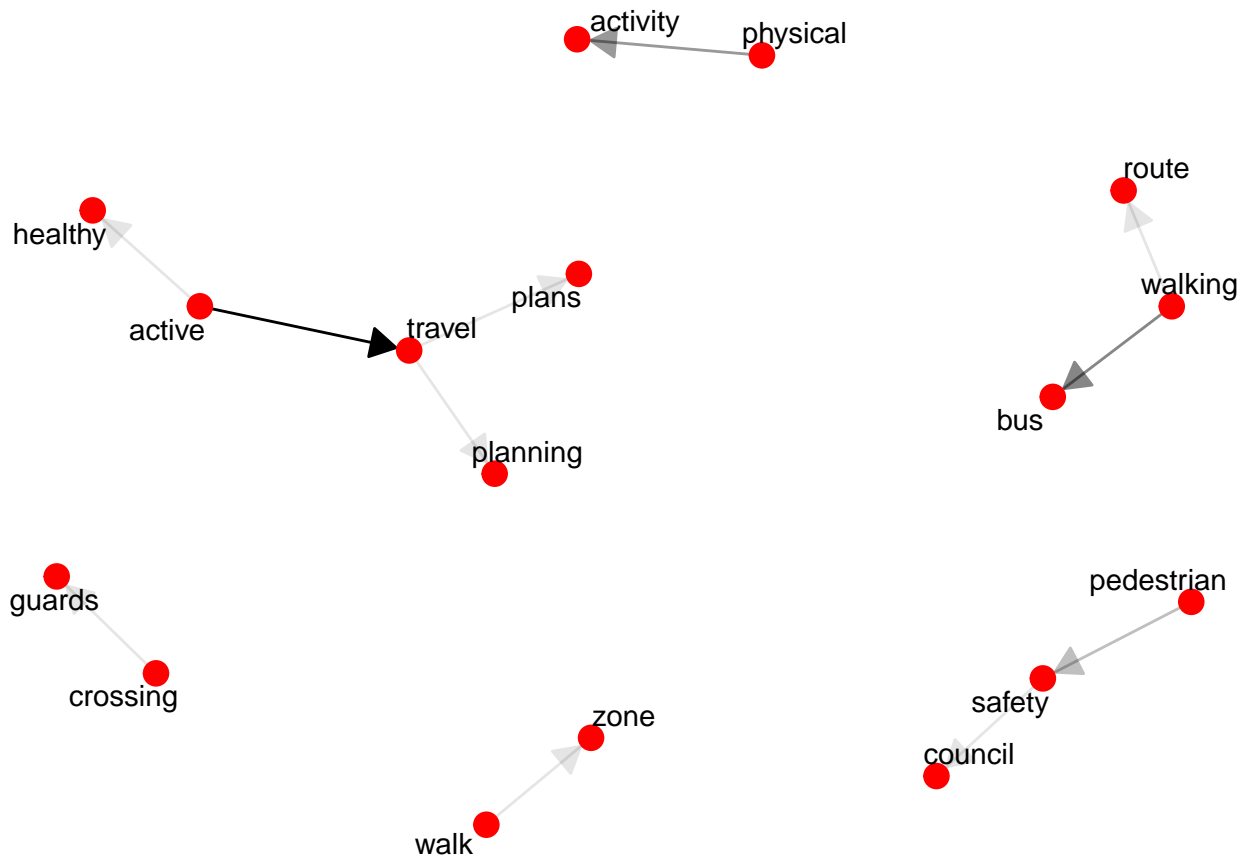 activity
physical
route
healthy
walking
plans
active
travel
bus
planning
pedestrian
guards
crossing
safety
zone
council
walk